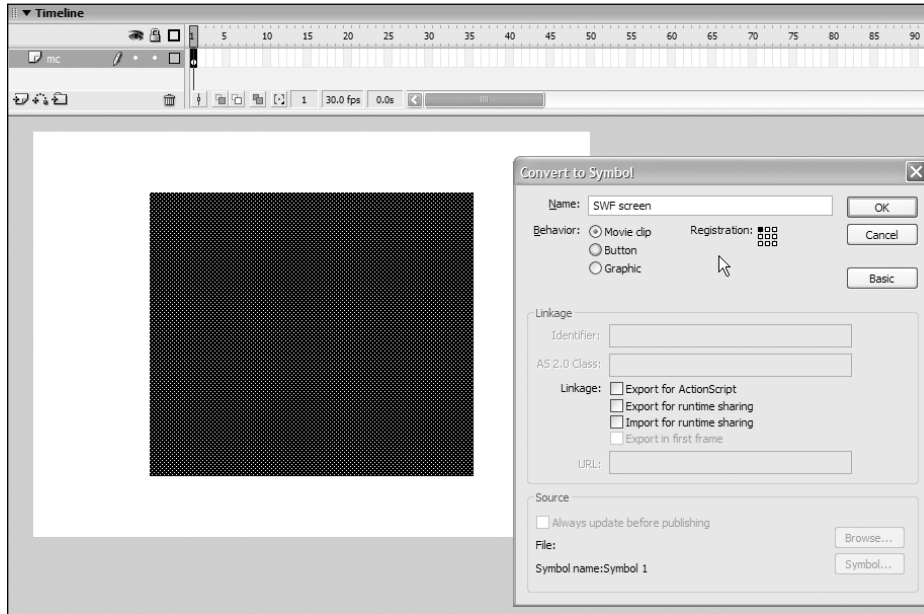 Timeline
1 5 10 15 20 25 30 35 40 45 50 55 60 65 70 75 80 85 90
mc
1 30.0 fps 0.0s
Convert to Symbol
Name: SWF screen
OK
Behavior: Movie clip Registration:
Cancel
Button
Graphic
Basic
Linkage
Identifier:
AS 2.0 Class:
Linkage: Export for ActionScript
Export for runtime sharing
Import for runtime sharing
Export in first frame
URL:
Source
Always update before publishing
Browse...
File:
Symbol name:Symbol 1
Symbol...